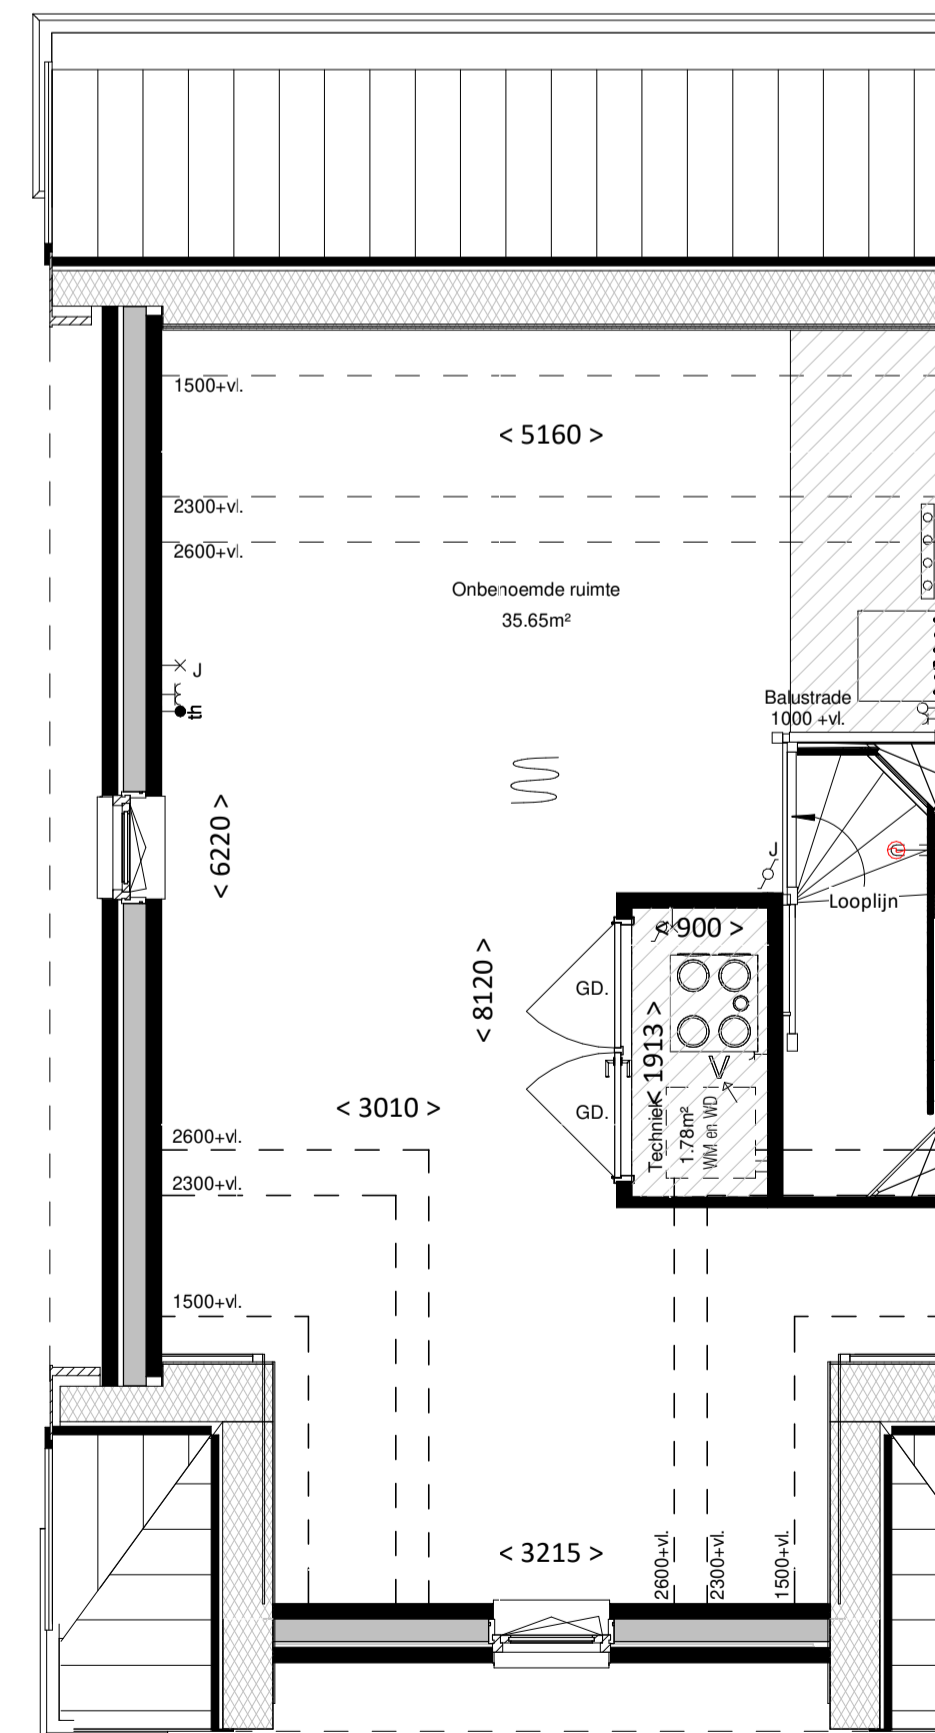 1500+vl.
< 5160 >
2300+vl.
2600+vl.
Onbenoemde ruimte
35.65m²
J
th
Balustrade
1000 +vl.
< 6220 >
J
Looplijn
< 900 >
GD.
< 8120 >
< 1913 >
< 3010 >
GD.
Techniek
1.78m²
WM en WD
2600+vl.
2300+vl.
1500+vl.
< 3215 >
2600+vl.
2300+vl.
1500+vl.